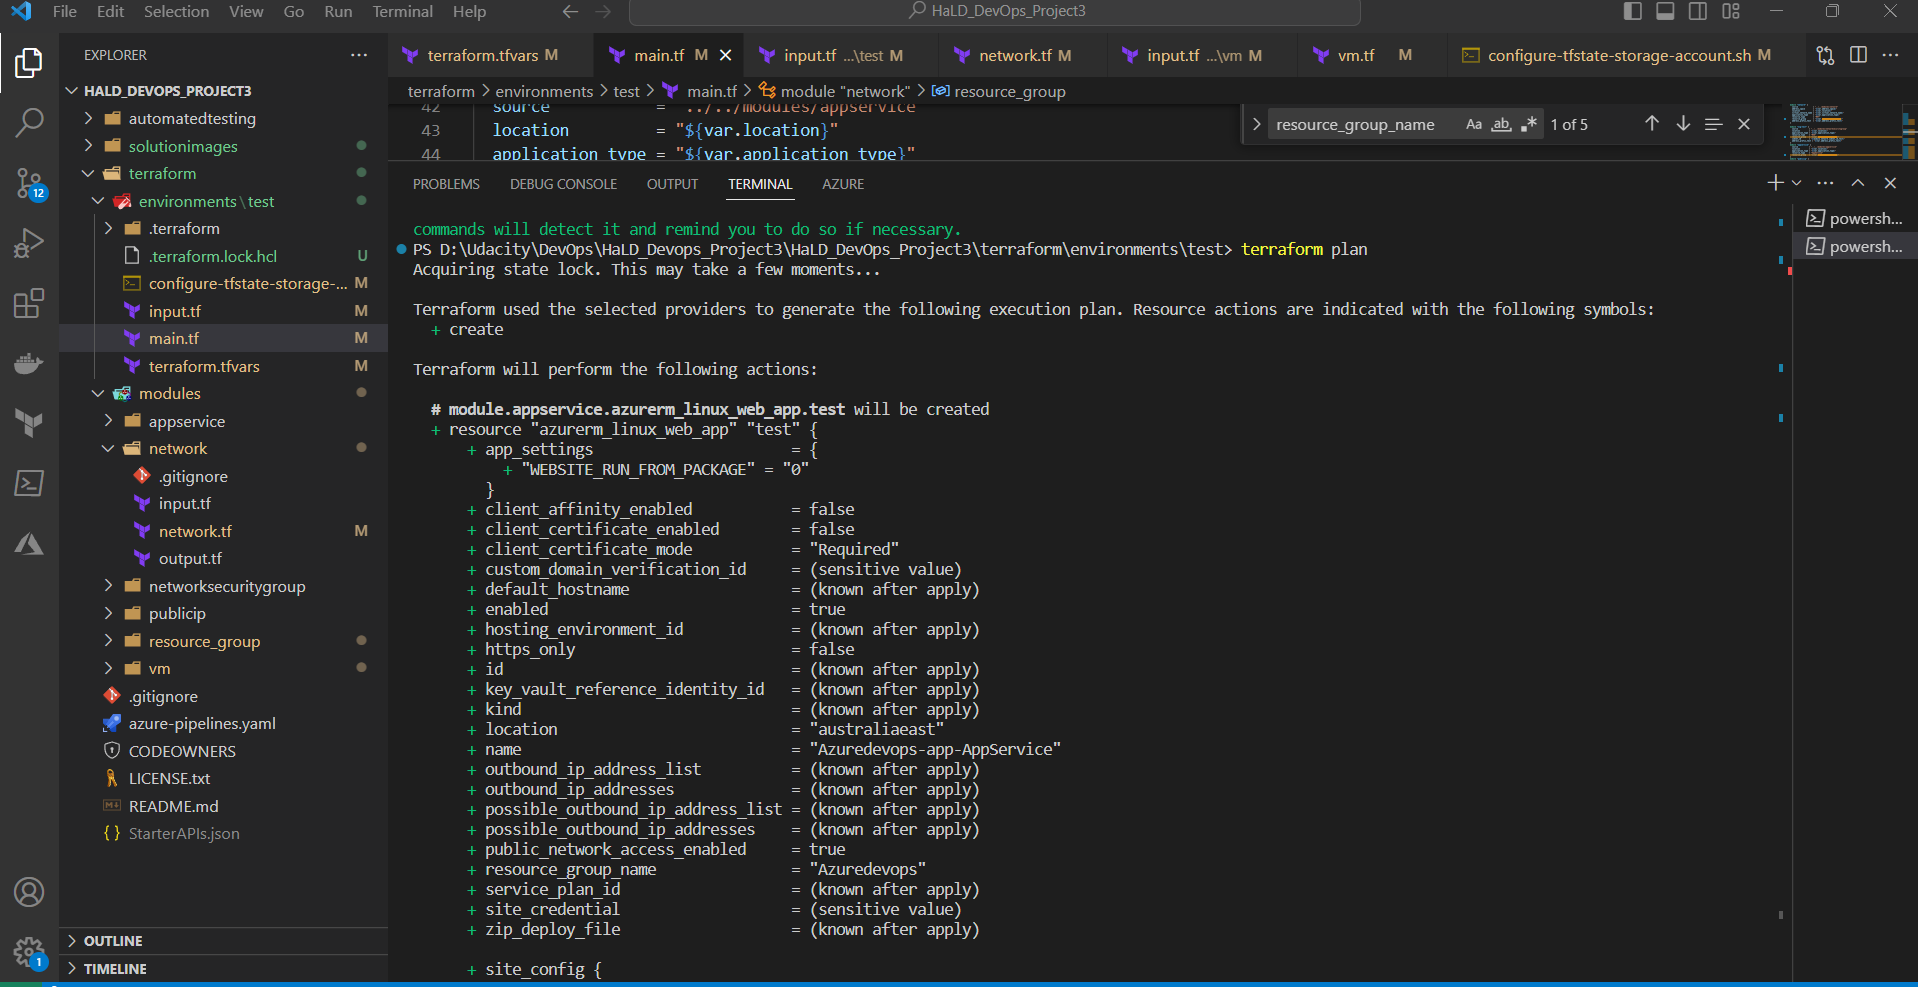 File Edit Selection View Go Run Terminal Help
HaLD_DevOps_Project3
EXPLORER
terraform.tfvars M
main.tf M
input.tf ...\test M
network.tf M
input.tf ...\vm M
vm.tf M
configure-tfstate-storage-account.sh M
terraform > environments > test > main.tf > module "network" > resource_group
HALD_DEVOPS_PROJECT3
automatedtesting
solutionimages
terraform
environments\test
.terraform
.terraform.lock.hcl U
configure-tfstate-storage-... M
input.tf M
main.tf M
terraform.tfvars M
modules
appservice
network
.gitignore
input.tf
network.tf M
output.tf
networksecuritygroup
publicip
resource_group
vm
.gitignore
azure-pipelines.yaml
CODEOWNERS
LICENSE.txt
README.md
StarterAPIs.json
OUTLINE
TIMELINE
12
1
42 source = "../../modules/appservice"
43 location = "${var.location}"
44 application_type = "${var.application_type}"
resource_group_name Aa ab .* 1 of 5
PROBLEMS DEBUG CONSOLE OUTPUT TERMINAL AZURE
powersh...
powersh...
commands will detect it and remind you to do so if necessary.
PS D:\Udacity\DevOps\HaLD_Devops_Project3\HaLD_DevOps_Project3\terraform\environments\test> terraform plan
Acquiring state lock. This may take a few moments...
Terraform used the selected providers to generate the following execution plan. Resource actions are indicated with the following symbols:
+ create
Terraform will perform the following actions:
# module.appservice.azurerm_linux_web_app.test will be created
+ resource "azurerm_linux_web_app" "test" {
+ app_settings = {
+ "WEBSITE_RUN_FROM_PACKAGE" = "0"
}
+ client_affinity_enabled = false
+ client_certificate_enabled = false
+ client_certificate_mode = "Required"
+ custom_domain_verification_id = (sensitive value)
+ default_hostname = (known after apply)
+ enabled = true
+ hosting_environment_id = (known after apply)
+ https_only = false
+ id = (known after apply)
+ key_vault_reference_identity_id = (known after apply)
+ kind = (known after apply)
+ location = "australiaeast"
+ name = "Azuredevops-app-AppService"
+ outbound_ip_address_list = (known after apply)
+ outbound_ip_addresses = (known after apply)
+ possible_outbound_ip_address_list = (known after apply)
+ possible_outbound_ip_addresses = (known after apply)
+ public_network_access_enabled = true
+ resource_group_name = "Azuredevops"
+ service_plan_id = (known after apply)
+ site_credential = (sensitive value)
+ zip_deploy_file = (known after apply)
+ site_config {